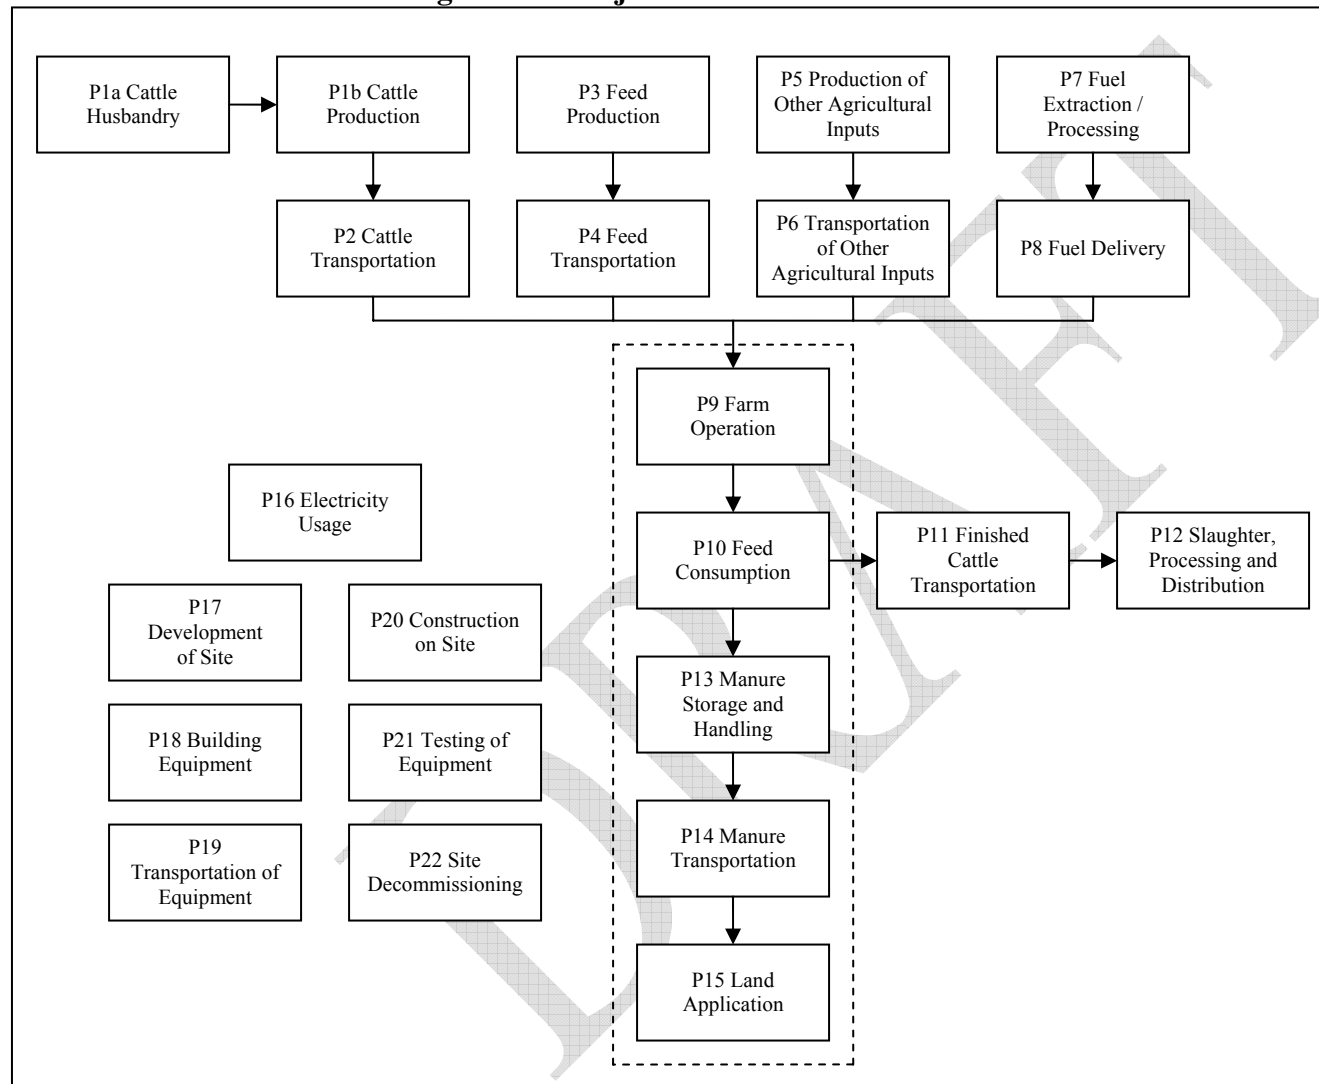 P1a Cattle
Husbandry
P1b Cattle
Production
P3 Feed
Production
P5 Production of
Other Agricultural
Inputs
P7 Fuel
Extraction /
Processing
P2 Cattle
Transportation
P4 Feed
Transportation
P6 Transportation
of Other
Agricultural Inputs
P8 Fuel Delivery
P9 Farm
Operation
P16 Electricity
Usage
P10 Feed
Consumption
P11 Finished
Cattle
Transportation
P12 Slaughter,
Processing and
Distribution
P17
Development
of Site
P20 Construction
on Site
P13 Manure
Storage and
Handling
P18 Building
Equipment
P21 Testing of
Equipment
P14 Manure
Transportation
P19
Transportation of
Equipment
P22 Site
Decommissioning
P15 Land
Application
DRAFT